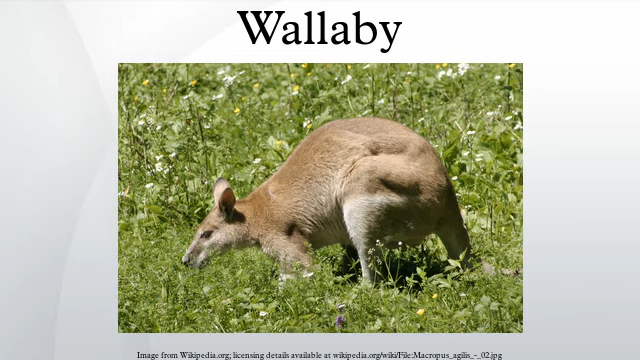 Wallaby
Image from Wikipedia.org; licensing details available at wikipedia.org/wiki/File:Macropus_agilis_-_02.jpg